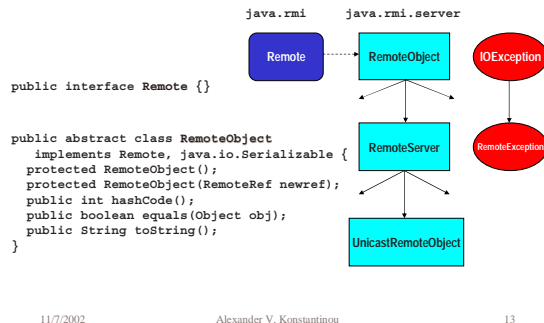 java.rmi java.rmi.server
Remote RemoteObject IOException
public interface Remote {}
public abstract class RemoteObject
implements Remote, java.io.Serializable {
RemoteServer RemoteException
protected RemoteObject();
protected RemoteObject(RemoteRef newref);
public int hashCode();
public boolean equals(Object obj);
public String toString();
UnicastRemoteObject
}
11/7/2002 Alexander V. Konstantinou 13